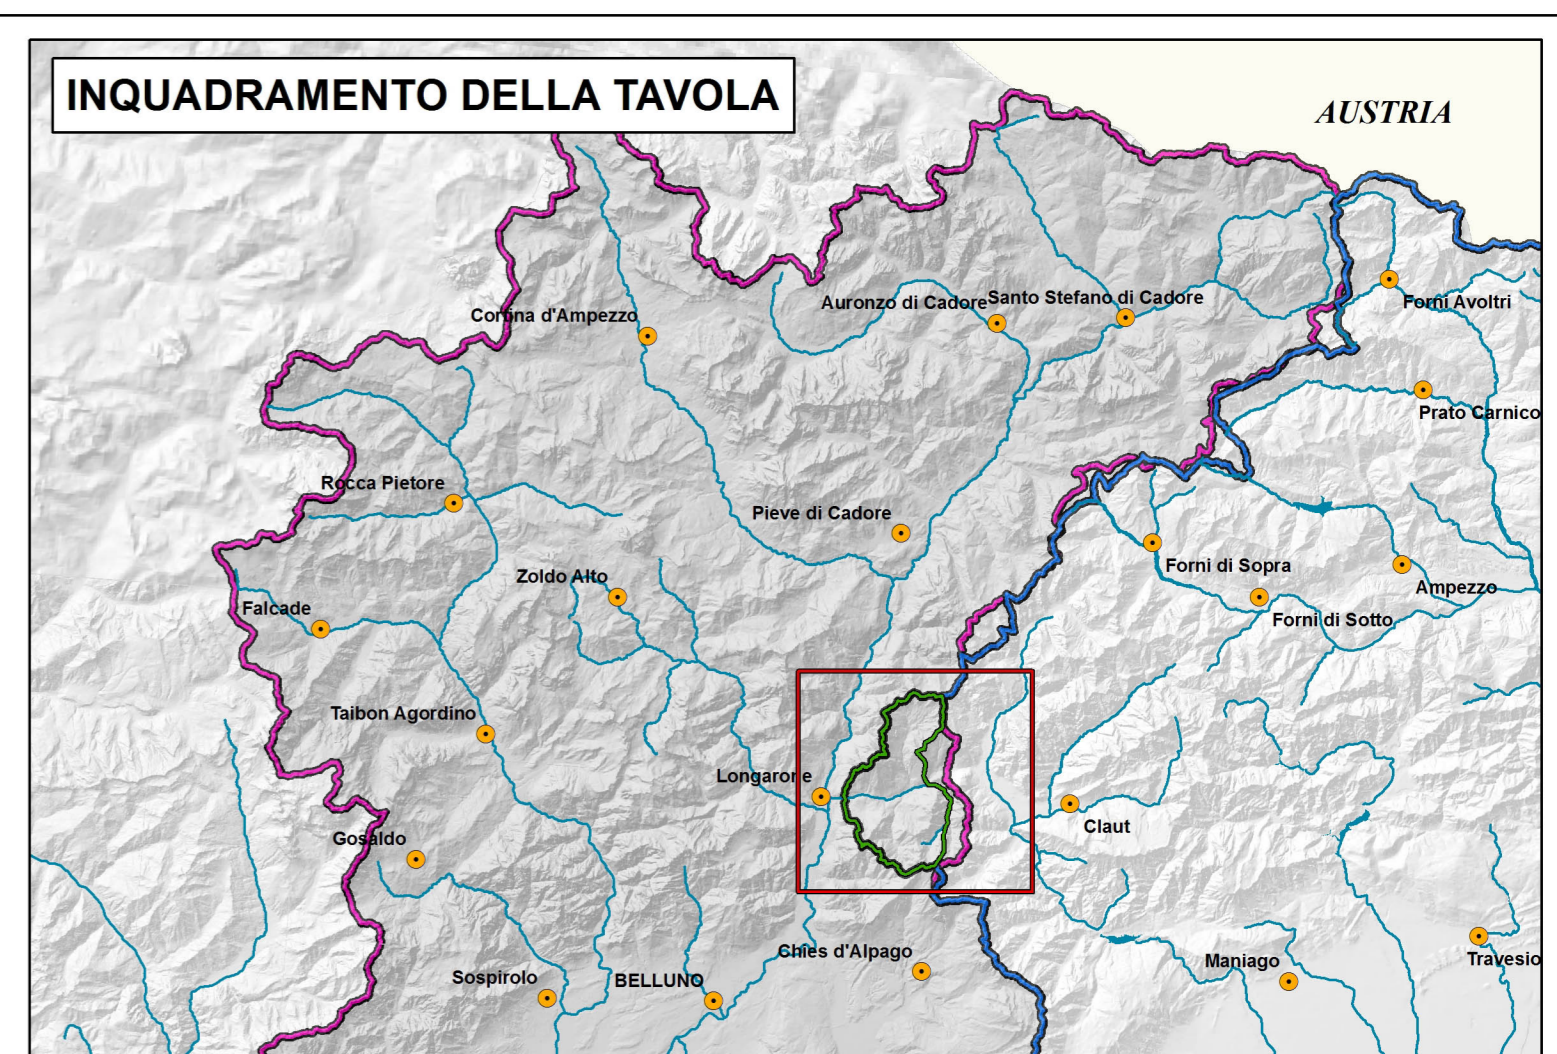 INQUADRAMENTO DELLA TAVOLA
AUSTRIA
Auronzo di Cadore
Santo Stefano di Cadore
Forni Avoltri
Cortina d'Ampezzo
Prato Carnico
Rocca Pietore
Pieve di Cadore
Forni di Sopra
Zoldo Alto
Ampezzo
Falcade
Forni di Sotto
Taibon Agordino
Longarone
Claut
Gosaldo
Chies d'Alpago
Maniago
Travesio
Sospirolo
BELLUNO